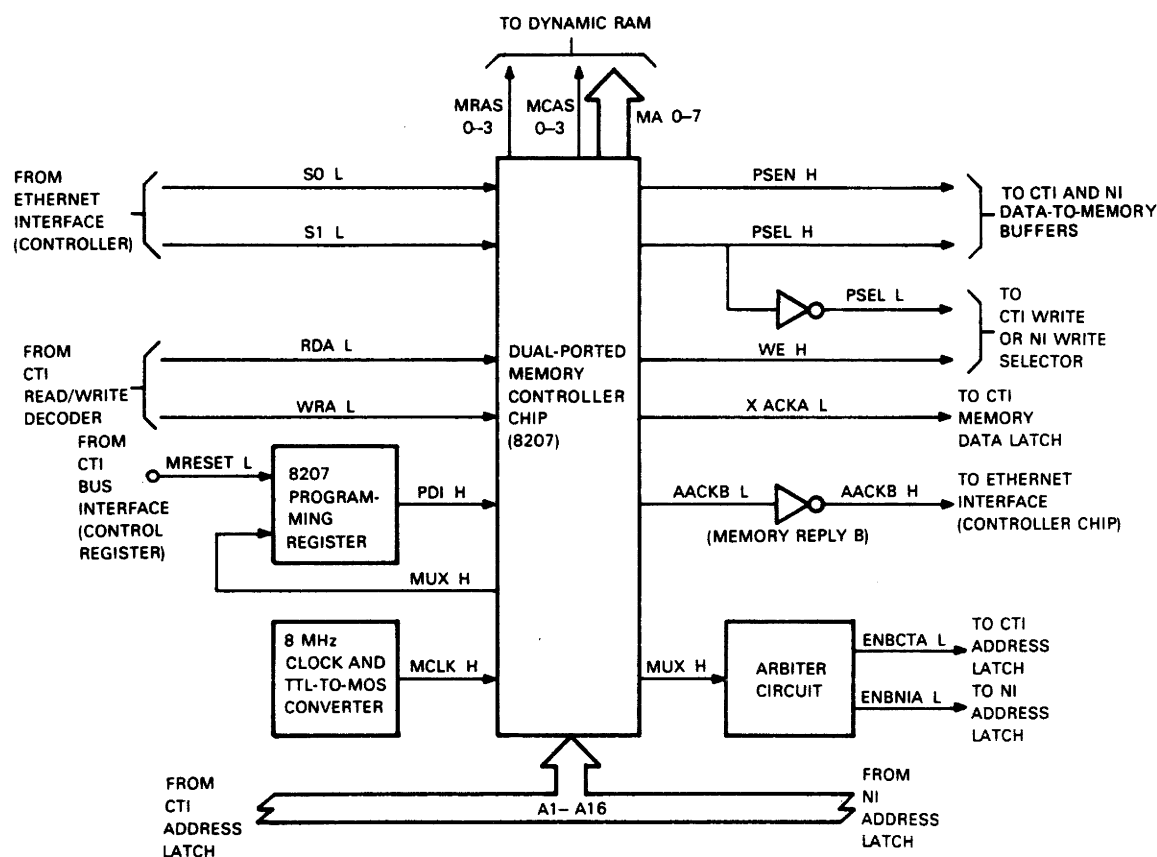 TO DYNAMIC RAM
MRAS
0–3
MCAS
0–3
MA 0–7
FROM
ETHERNET
INTERFACE
(CONTROLLER)
S0 L
S1 L
PSEN H
PSEL H
TO CTI AND NI
DATA-TO-MEMORY
BUFFERS
PSEL L
WE H
TO
CTI WRITE
OR NI WRITE
SELECTOR
FROM
CTI
READ/WRITE
DECODER
RDA L
WRA L
DUAL-PORTED
MEMORY
CONTROLLER
CHIP
(8207)
X ACKA L
TO CTI
MEMORY
DATA LATCH
FROM
CTI
BUS
INTERFACE
(CONTROL
REGISTER)
MRESET L
8207
PROGRAM-
MING
REGISTER
PDI H
MUX H
AACKB L
AACKB H
(MEMORY REPLY B)
TO ETHERNET
INTERFACE
(CONTROLLER CHIP)
8 MHz
CLOCK AND
TTL-TO-MOS
CONVERTER
MCLK H
MUX H
ARBITER
CIRCUIT
ENBCTA L
TO CTI
ADDRESS
LATCH
ENBNIA L
TO NI
ADDRESS
LATCH
FROM
CTI
ADDRESS
LATCH
A1–A16
FROM
NI
ADDRESS
LATCH